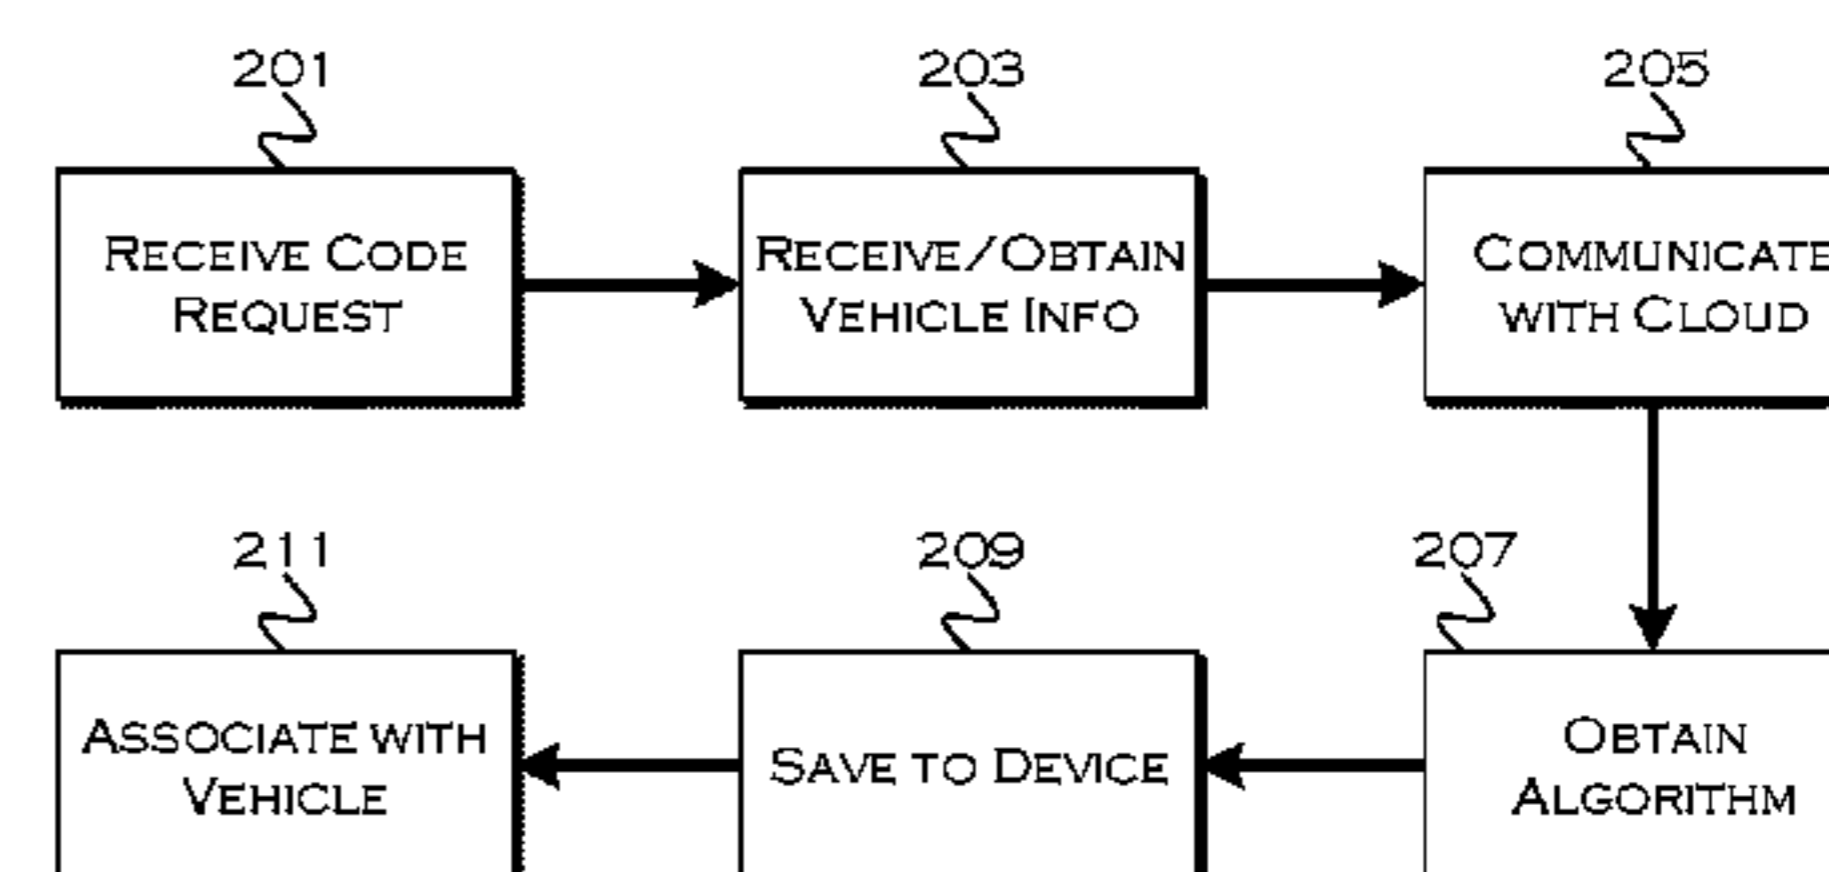 201
203
205
RECEIVE CODE
REQUEST
RECEIVE/OBTAIN
VEHICLE INFO
COMMUNICATE
WITH CLOUD
211
209
207
ASSOCIATE WITH
VEHICLE
SAVE TO DEVICE
OBTAIN
ALGORITHM